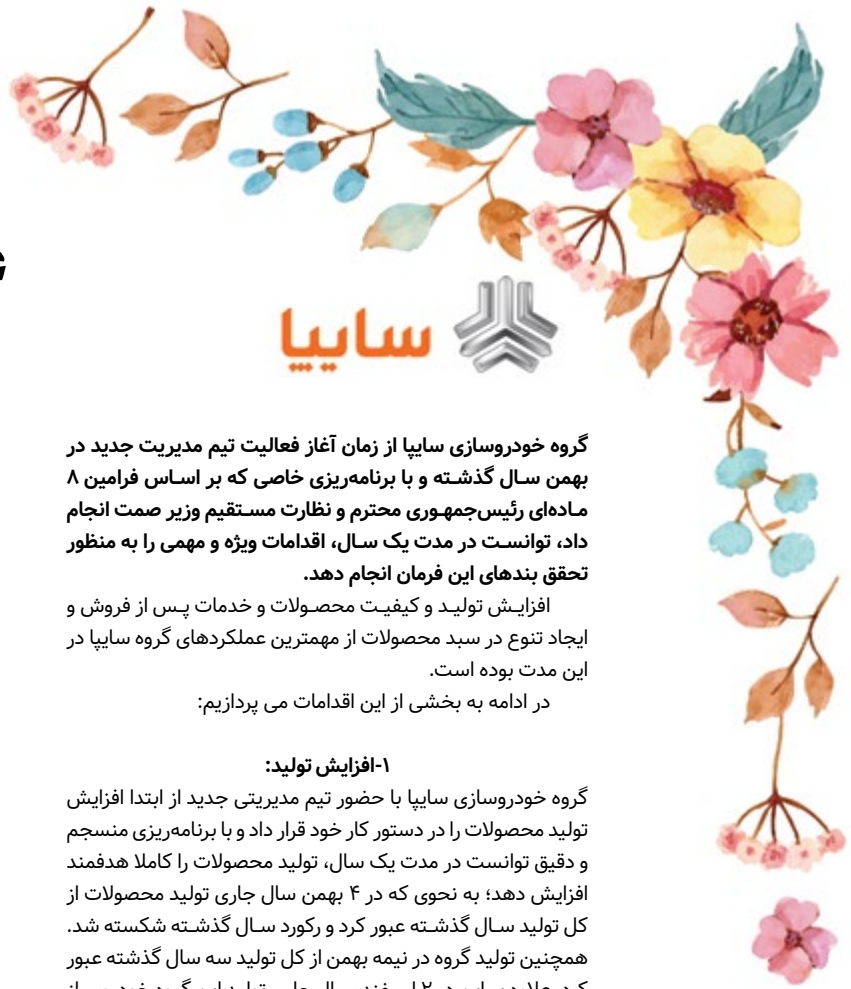 سایپا
گروه خودروسازی سایپا از زمان آغاز فعالیت تیم مدیریت جدید در
بهمن سال گذشته و با برنامه‌ریزی خاصی که بر اساس فرامین ۸
ماده‌ای رئیس‌جمهوری محترم و نظارت مستقیم وزیر صمت انجام
داد، توانست در مدت یک سال، اقدامات ویژه و مهمی را به منظور
تحقق بندهای این فرمان انجام دهد.
افزایش تولید و کیفیت محصولات و خدمات پس از فروش و
ایجاد تنوع در سبد محصولات از مهمترین عملکردهای گروه سایپا در
این مدت بوده است.
در ادامه به بخشی از این اقدامات می پردازیم:
۱-افزایش تولید:
گروه خودروسازی سایپا با حضور تیم مدیریتی جدید از ابتدا افزایش
تولید محصولات را در دستور کار خود قرار داد و با برنامه‌ریزی منسجم
و دقیق توانست در مدت یک سال، تولید محصولات را کاملا هدفمند
افزایش دهد؛ به نحوی که در ۴ بهمن سال جاری تولید محصولات از
کل تولید سال گذشته عبور کرد و رکورد سال گذشته شکسته شد.
همچنین تولید گروه در نیمه بهمن از کل تولید سه سال گذشته عبور